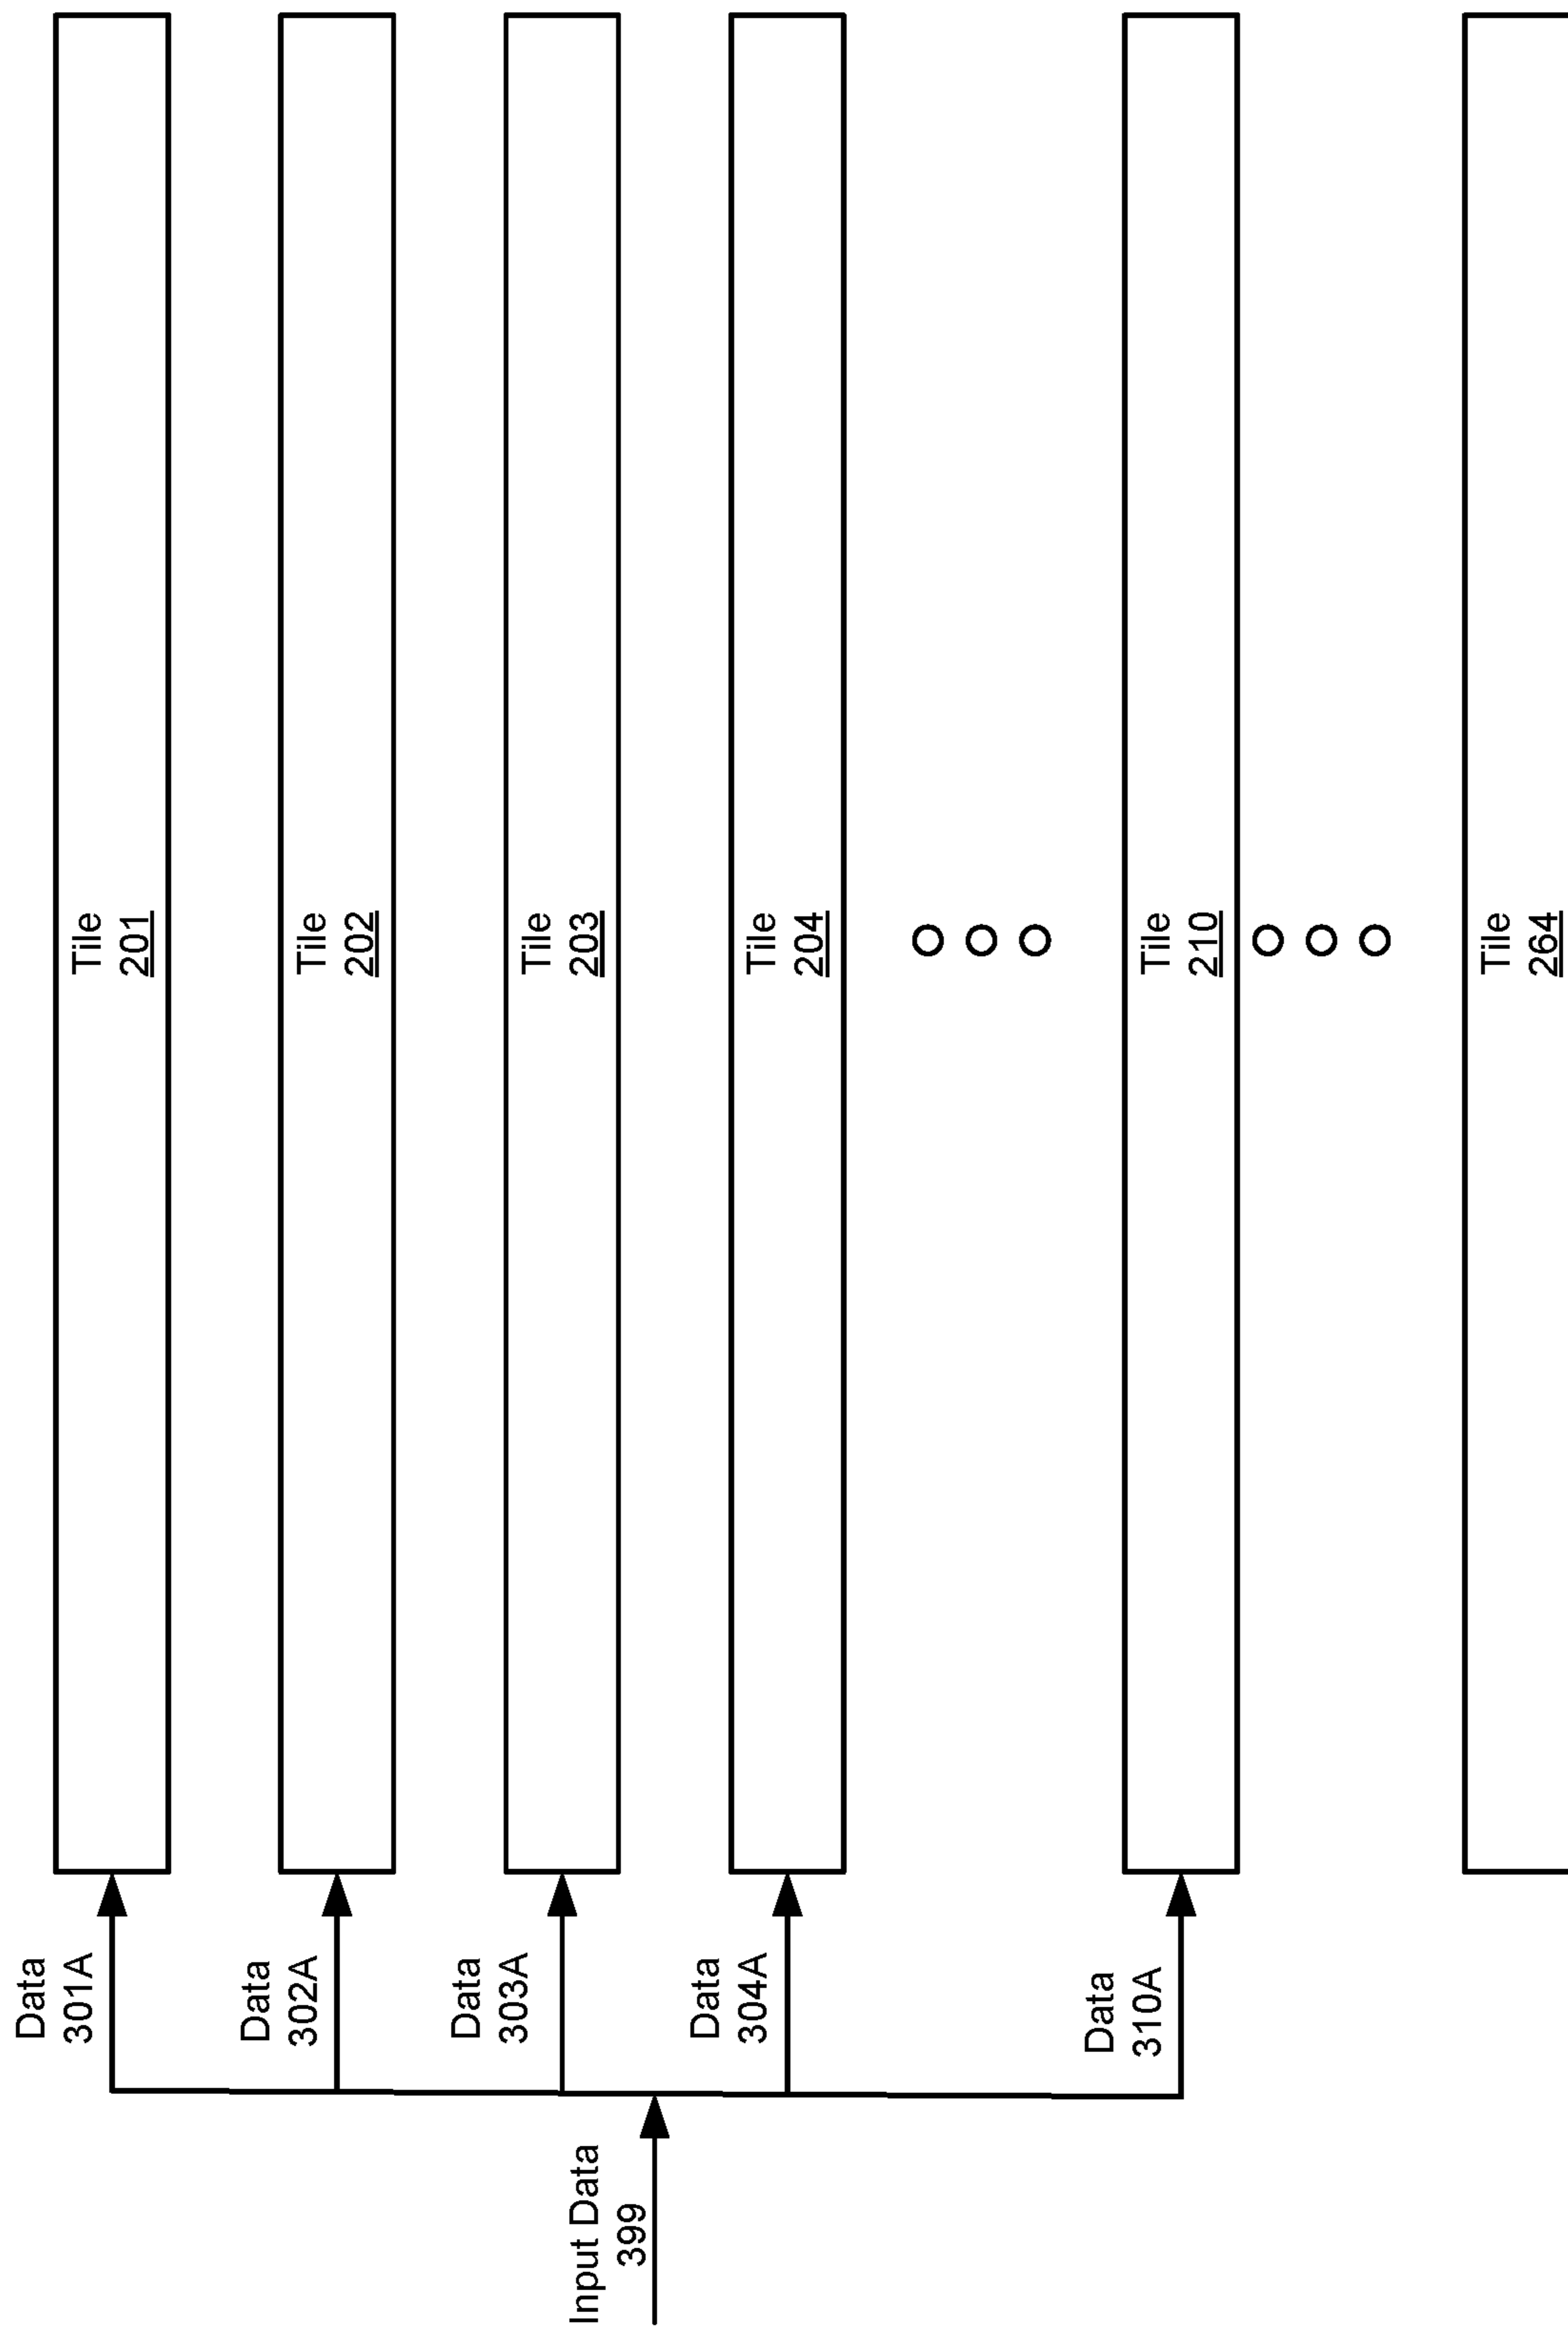 Tile
201
Tile
202
Tile
203
Tile
204
Tile
210
Tile
264
Data
301A
Data
302A
Data
303A
Data
304A
Data
310A
Input Data
399